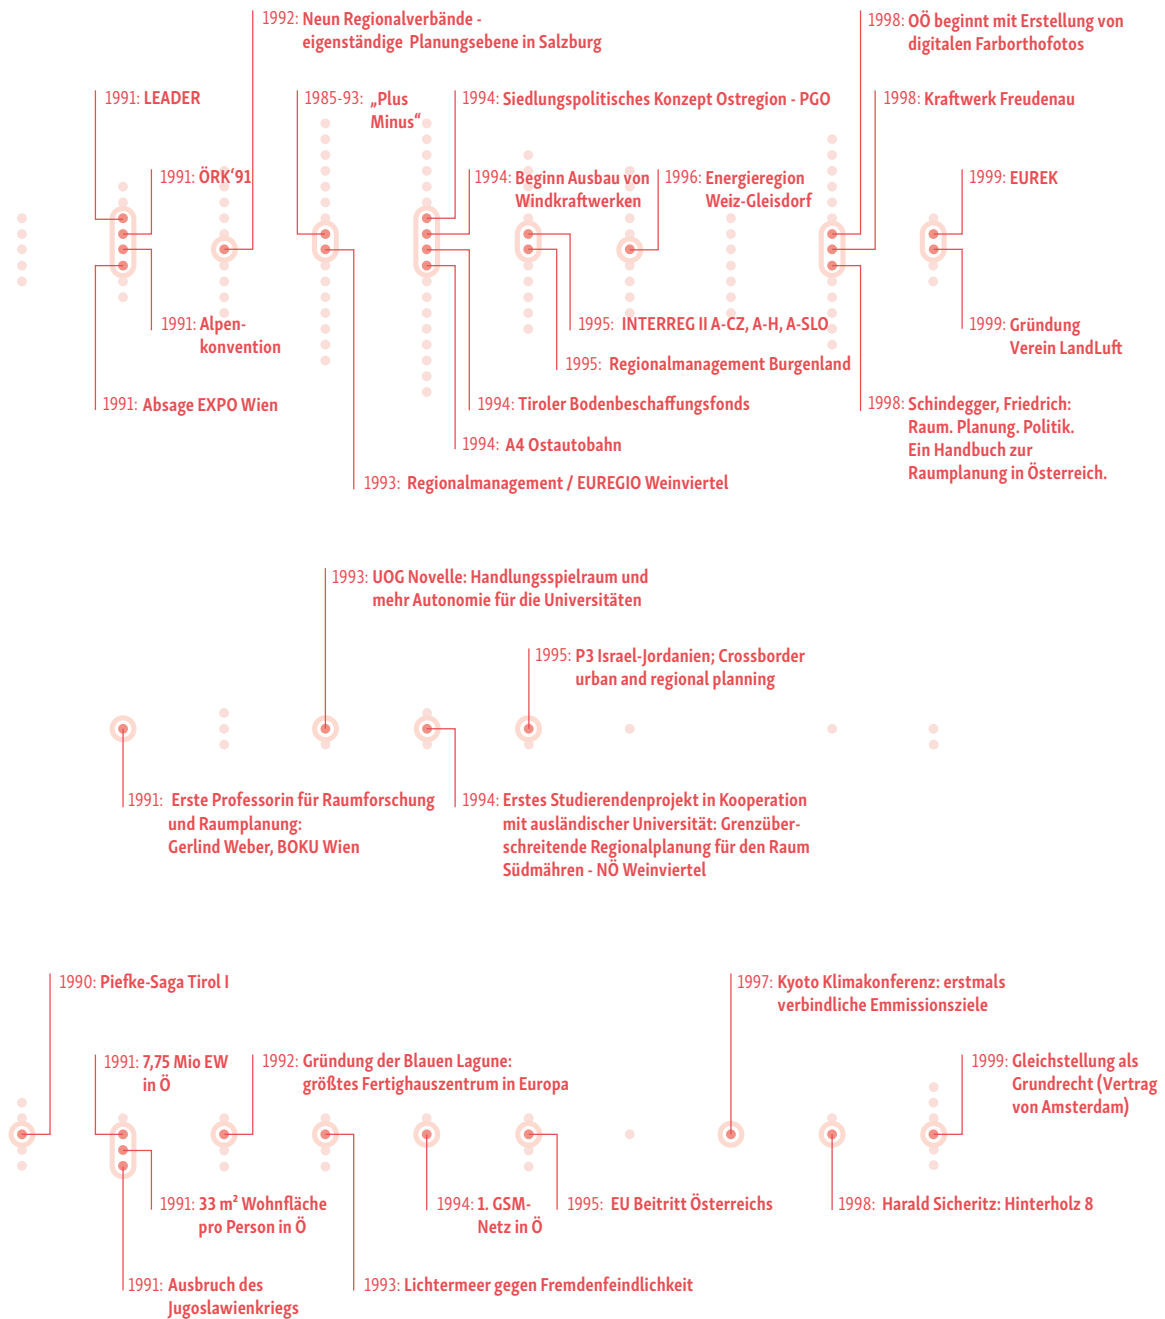 1992: Neun Regionalverbände -
eigenständige Planungsebene in Salzburg
1998: OÖ beginnt mit Erstellung von
digitalen Farborthofotos
1991: LEADER
1985-93: „Plus
Minus“
1994: Siedlungspolitisches Konzept Ostregion - PGO
1998: Kraftwerk Freudenau
1991: ÖRK‘91
1994: Beginn Ausbau von
Windkraftwerken
1996: Energieregion
Weiz-Gleisdorf
1999: EUREK
1991: Alpen-
konvention
1995: INTERREG II A-CZ, A-H, A-SLO
1999: Gründung
Verein LandLuft
1995: Regionalmanagement Burgenland
1991: Absage EXPO Wien
1994: Tiroler Bodenbeschaffungsfonds
1998: Schindegger, Friedrich:
Raum. Planung. Politik.
Ein Handbuch zur
Raumplanung in Österreich.
1994: A4 Ostautobahn
1993: Regionalmanagement / EUREGIO Weinviertel
1993: UOG Novelle: Handlungsspielraum und
mehr Autonomie für die Universitäten
1995: P3 Israel-Jordanien; Crossborder
urban and regional planning
1991: Erste Professorin für Raumforschung
und Raumplanung:
Gerlind Weber, BOKU Wien
1994: Erstes Studierendenprojekt in Kooperation
mit ausländischer Universität: Grenzüber-
schreitende Regionalplanung für den Raum
Südmähren - NÖ Weinviertel
1990: Piefke-Saga Tirol I
1997: Kyoto Klimakonferenz: erstmals
verbindliche Emmissionsziele
1991: 7,75 Mio EW
in Ö
1992: Gründung der Blauen Lagune:
größtes Fertighauszentrum in Europa
1999: Gleichstellung als
Grundrecht (Vertrag
von Amsterdam)
1991: 33 m² Wohnfläche
pro Person in Ö
1994: 1. GSM-
Netz in Ö
1995: EU Beitritt Österreichs
1998: Harald Sicheritz: Hinterholz 8
1991: Ausbruch des
Jugoslawienkriegs
1993: Lichtermeer gegen Fremdenfeindlichkeit